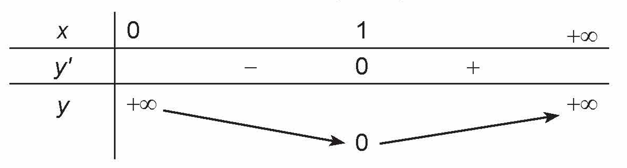 x 0 1 +∞
y' − 0 +
y +∞ 0 +∞